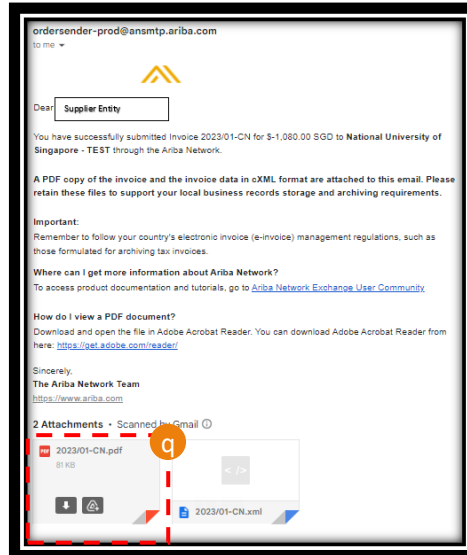 ordersender-prod@ansmtp.ariba.com
to me
Dear Supplier Entity
You have successfully submitted Invoice 2023/01-CN for $-1,080.00 SGD to National University of
Singapore - TEST through the Ariba Network.
A PDF copy of the invoice and the invoice data in cXML format are attached to this email. Please
retain these files to support your local business records storage and archiving requirements.
Important:
Remember to follow your country's electronic invoice (e-invoice) management regulations, such as
those formulated for archiving tax invoices.
Where can I get more information about Ariba Network?
To access product documentation and tutorials, go to Ariba Network Exchange User Community
How do I view a PDF document?
Download and open the file in Adobe Acrobat Reader. You can download Adobe Acrobat Reader from
here: https://get.adobe.com/reader/
Sincerely,
The Ariba Network Team
https://www.ariba.com
2 Attachments • Scanned by Gmail
q
PDF 2023/01-CN.pdf
81 KB
</>
2023/01-CN.xml